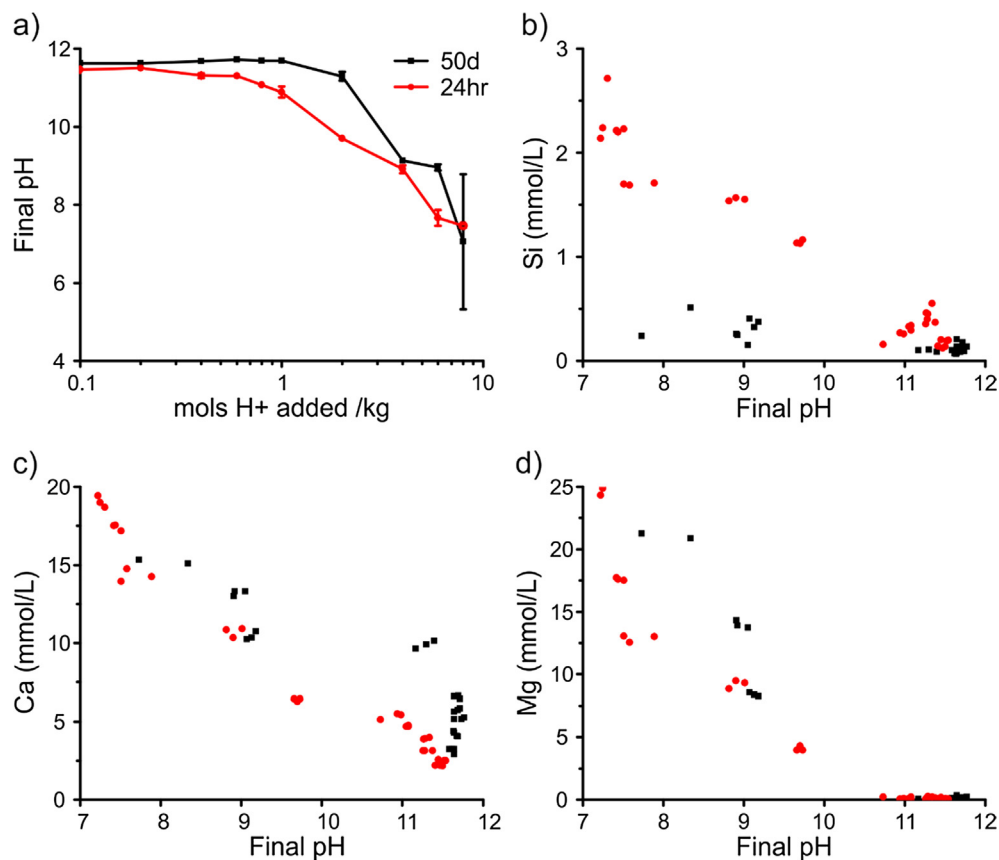 a)
12
10
8
6
4
Final pH
0.1
1
10
mols H+ added /kg
50d
24hr
b)
3
2
1
0
Si (mmol/L)
7
8
9
10
11
12
Final pH
c)
20
15
10
5
0
Ca (mmol/L)
7
8
9
10
11
12
Final pH
d)
25
20
15
10
5
0
Mg (mmol/L)
7
8
9
10
11
12
Final pH